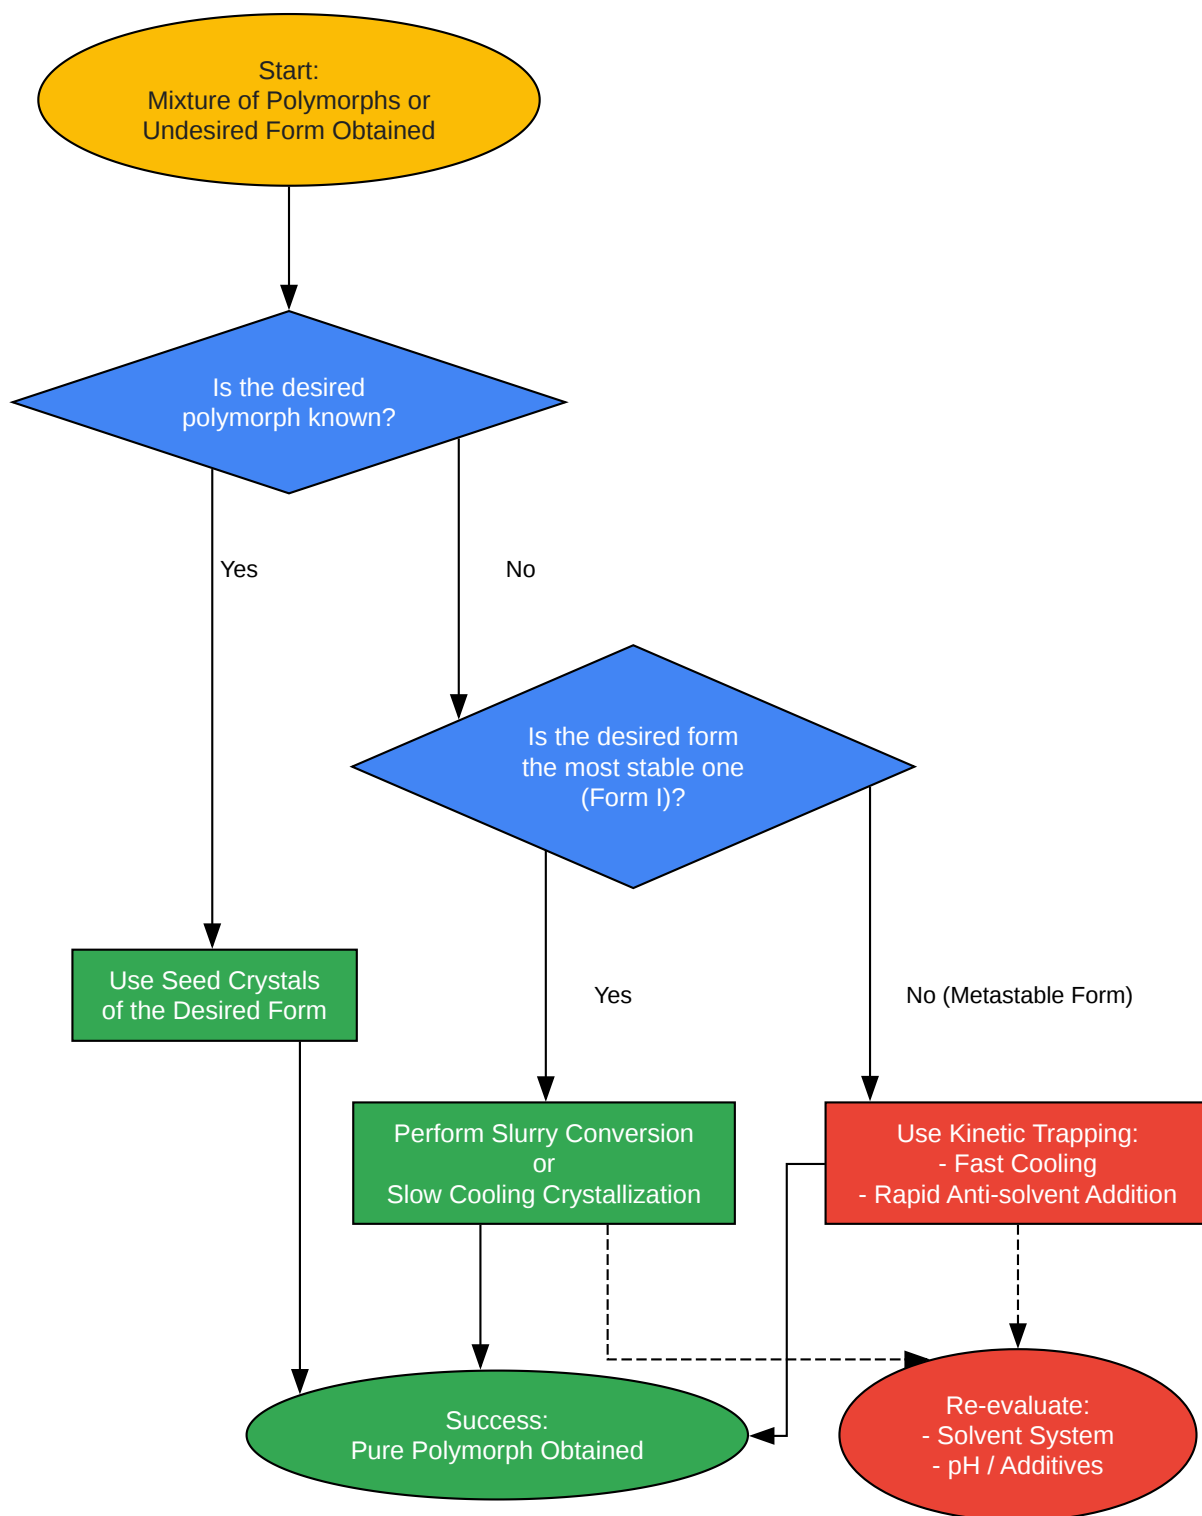 Start:
Mixture of Polymorphs or
Undesired Form Obtained
Is the desired
polymorph known?
Yes
No
Is the desired form
the most stable one
(Form I)?
Use Seed Crystals
of the Desired Form
Yes
No (Metastable Form)
Perform Slurry Conversion
or
Slow Cooling Crystallization
Use Kinetic Trapping:
- Fast Cooling
- Rapid Anti-solvent Addition
Success:
Pure Polymorph Obtained
Re-evaluate:
- Solvent System
- pH / Additives